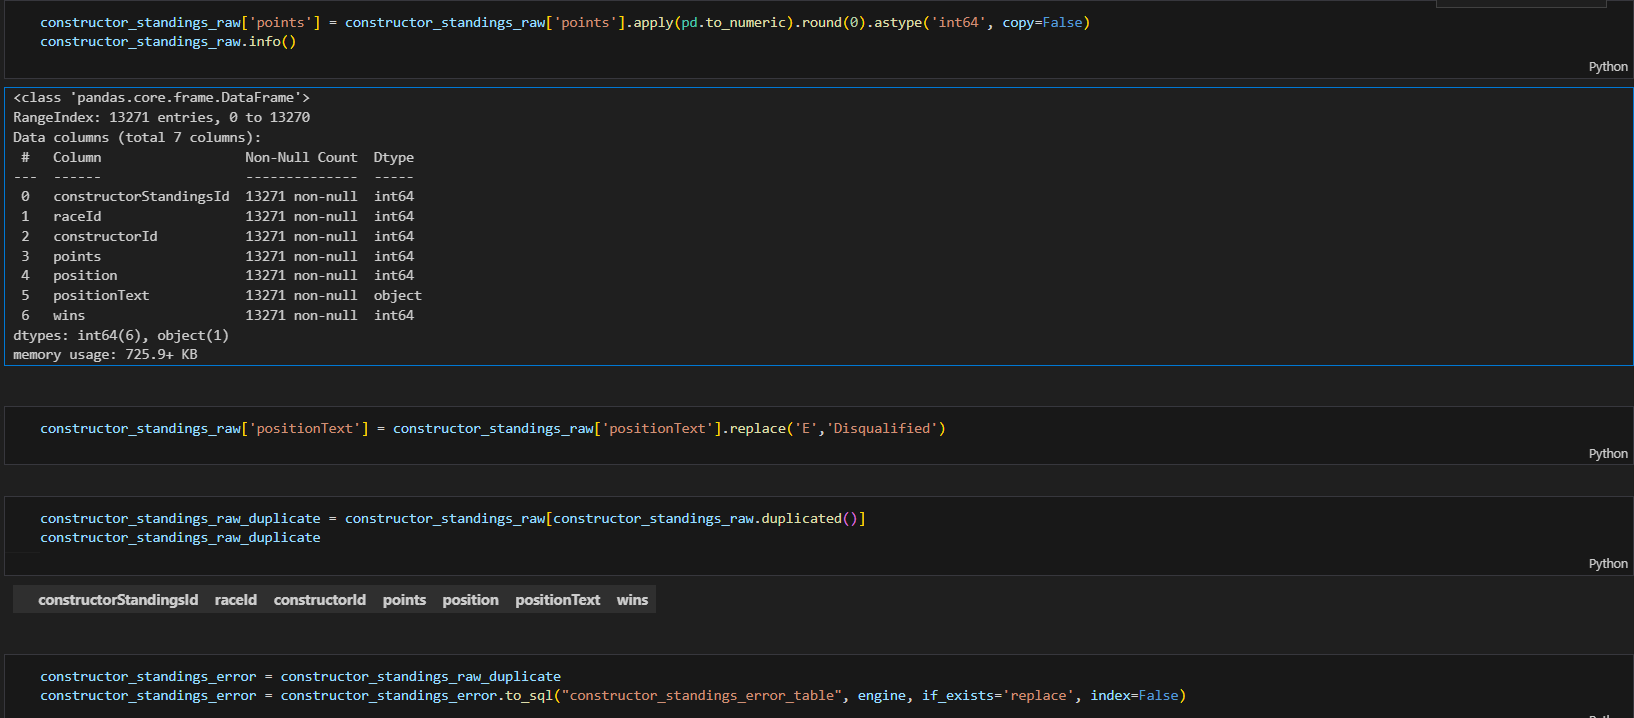 constructor_standings_raw['points'] = constructor_standings_raw['points'].apply(pd.to_numeric).round(0).astype('int64', copy=False)
constructor_standings_raw.info()
Python
<class 'pandas.core.frame.DataFrame'>
RangeIndex: 13271 entries, 0 to 13270
Data columns (total 7 columns):
 #   Column                  Non-Null Count  Dtype
---  ------                  --------------  -----
 0   constructorStandingsId  13271 non-null  int64
 1   raceId                  13271 non-null  int64
 2   constructorId           13271 non-null  int64
 3   points                  13271 non-null  int64
 4   position                13271 non-null  int64
 5   positionText            13271 non-null  object
 6   wins                    13271 non-null  int64
dtypes: int64(6), object(1)
memory usage: 725.9+ KB
constructor_standings_raw['positionText'] = constructor_standings_raw['positionText'].replace('E','Disqualified')
Python
constructor_standings_raw_duplicate = constructor_standings_raw[constructor_standings_raw.duplicated()]
constructor_standings_raw_duplicate
Python
constructorStandingsId raceId constructorId points position positionText wins
constructor_standings_error = constructor_standings_raw_duplicate
constructor_standings_error = constructor_standings_error.to_sql("constructor_standings_error_table", engine, if_exists='replace', index=False)